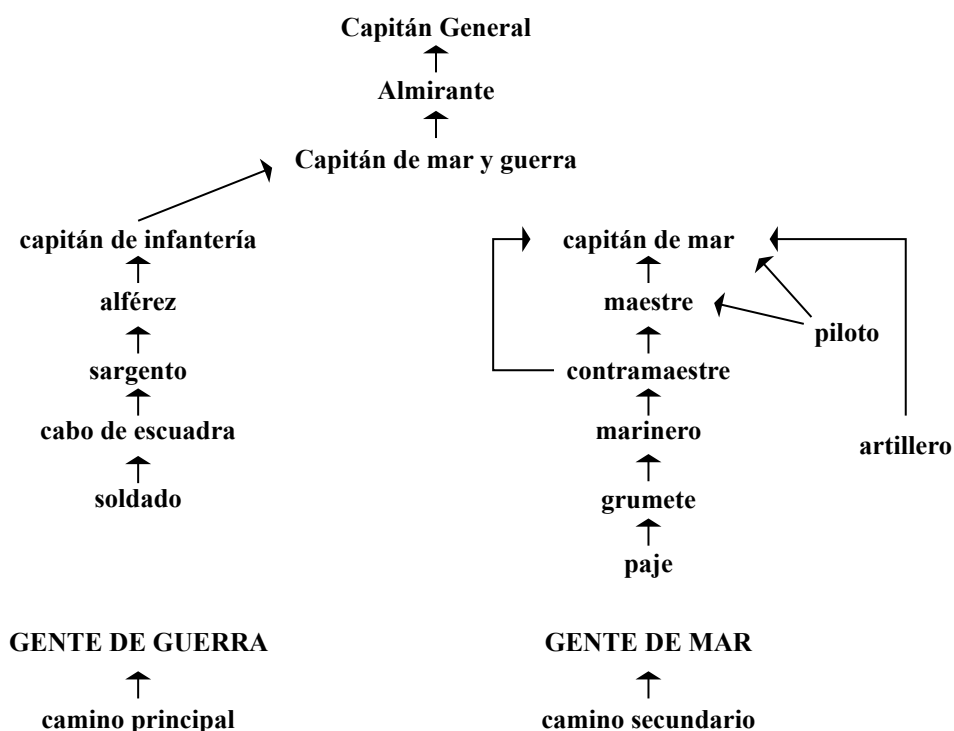 Capitán General
Almirante
Capitán de mar y guerra
capitán de infantería
alférez
sargento
cabo de escuadra
soldado
capitán de mar
maestre
piloto
contramaestre
marinero
artillero
grumete
paje
GENTE DE GUERRA
camino principal
GENTE DE MAR
camino secundario